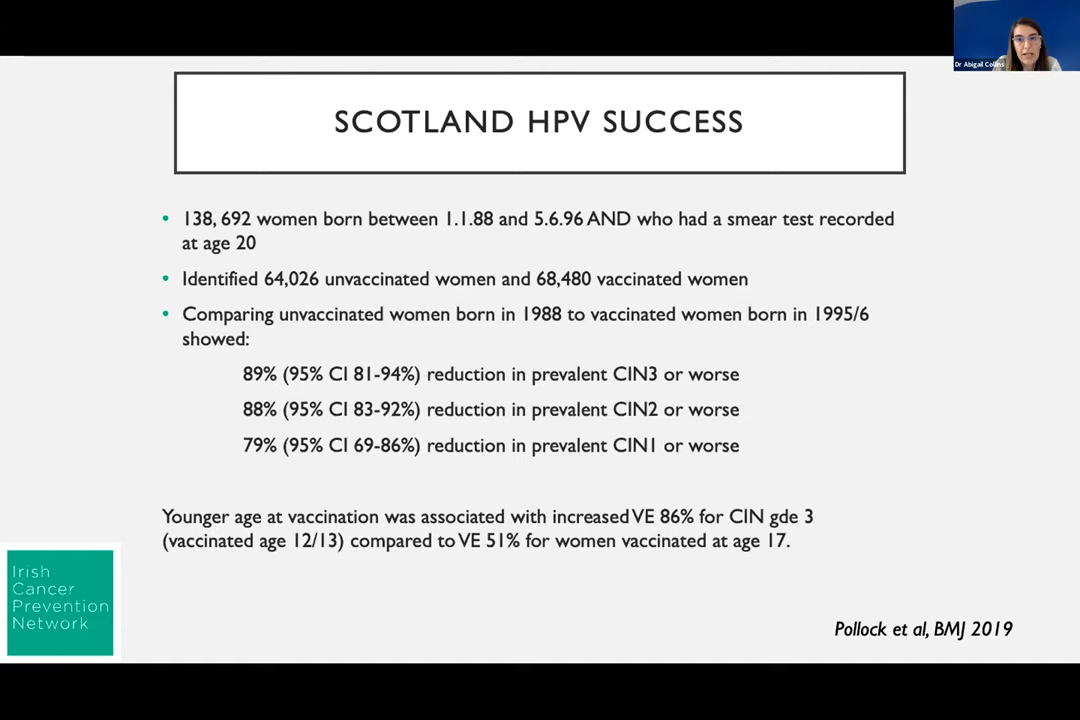 Dr Abigail Collins
SCOTLAND HPV SUCCESS
• 138, 692 women born between 1.1.88 and 5.6.96 AND who had a smear test recorded
at age 20
• Identified 64,026 unvaccinated women and 68,480 vaccinated women
• Comparing unvaccinated women born in 1988 to vaccinated women born in 1995/6
showed:
89% (95% CI 81-94%) reduction in prevalent CIN3 or worse
88% (95% CI 83-92%) reduction in prevalent CIN2 or worse
79% (95% CI 69-86%) reduction in prevalent CIN1 or worse
Younger age at vaccination was associated with increased VE 86% for CIN gde 3
(vaccinated age 12/13) compared to VE 51% for women vaccinated at age 17.
Irish
Cancer
Prevention
Network
Pollock et al, BMJ 2019